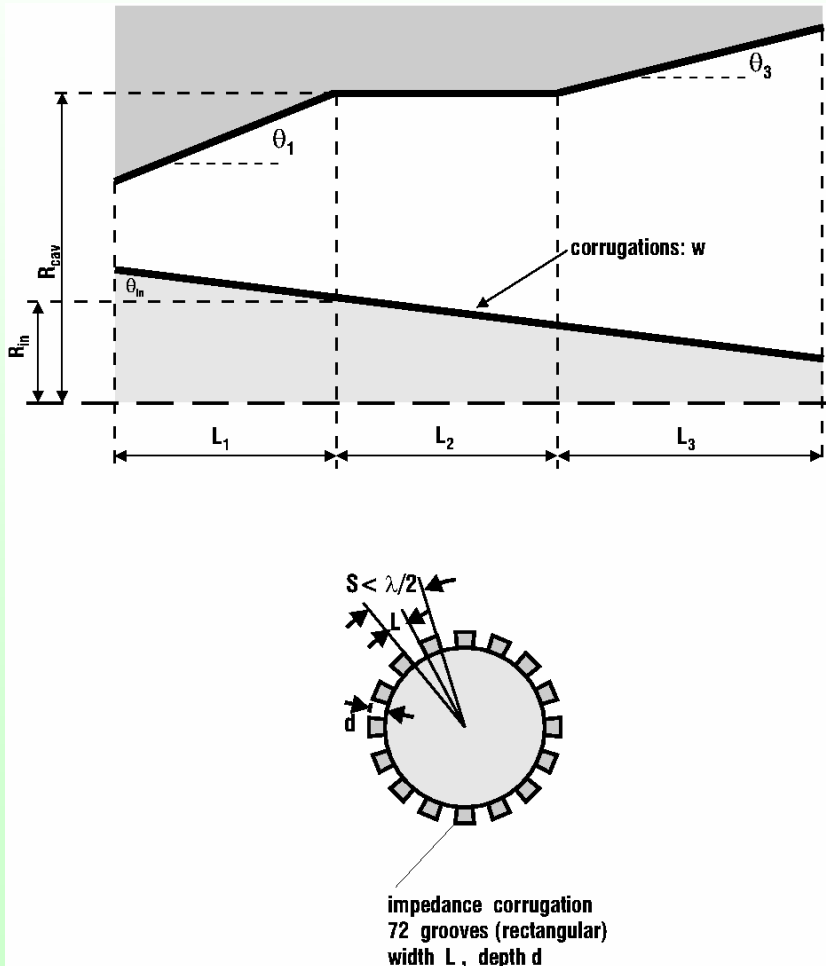 θ3
θ1
Rcav
corrugations: w
θin
Rin
L1
L2
L3
S < λ/2
L
d
impedance corrugation
72 grooves (rectangular)
width L , depth d